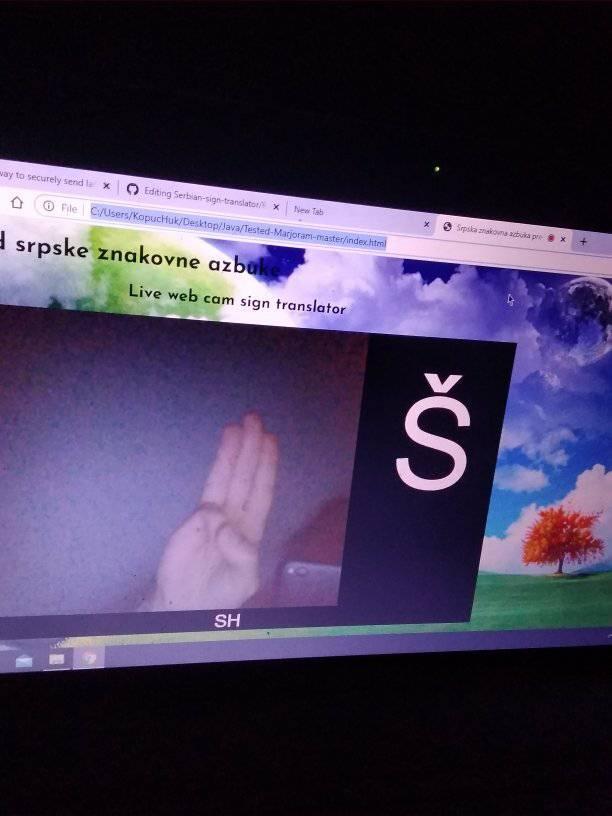 way to securely send la
Editing Serbian-sign-translator/
New Tab
Srpska znakovna azbuka pre
File
C:/Users/KopucHuk/Desktop/Java/Tested-Marjoram-master/index.html
d srpske znakovne azbuke
Live web cam sign translator
Š
SH